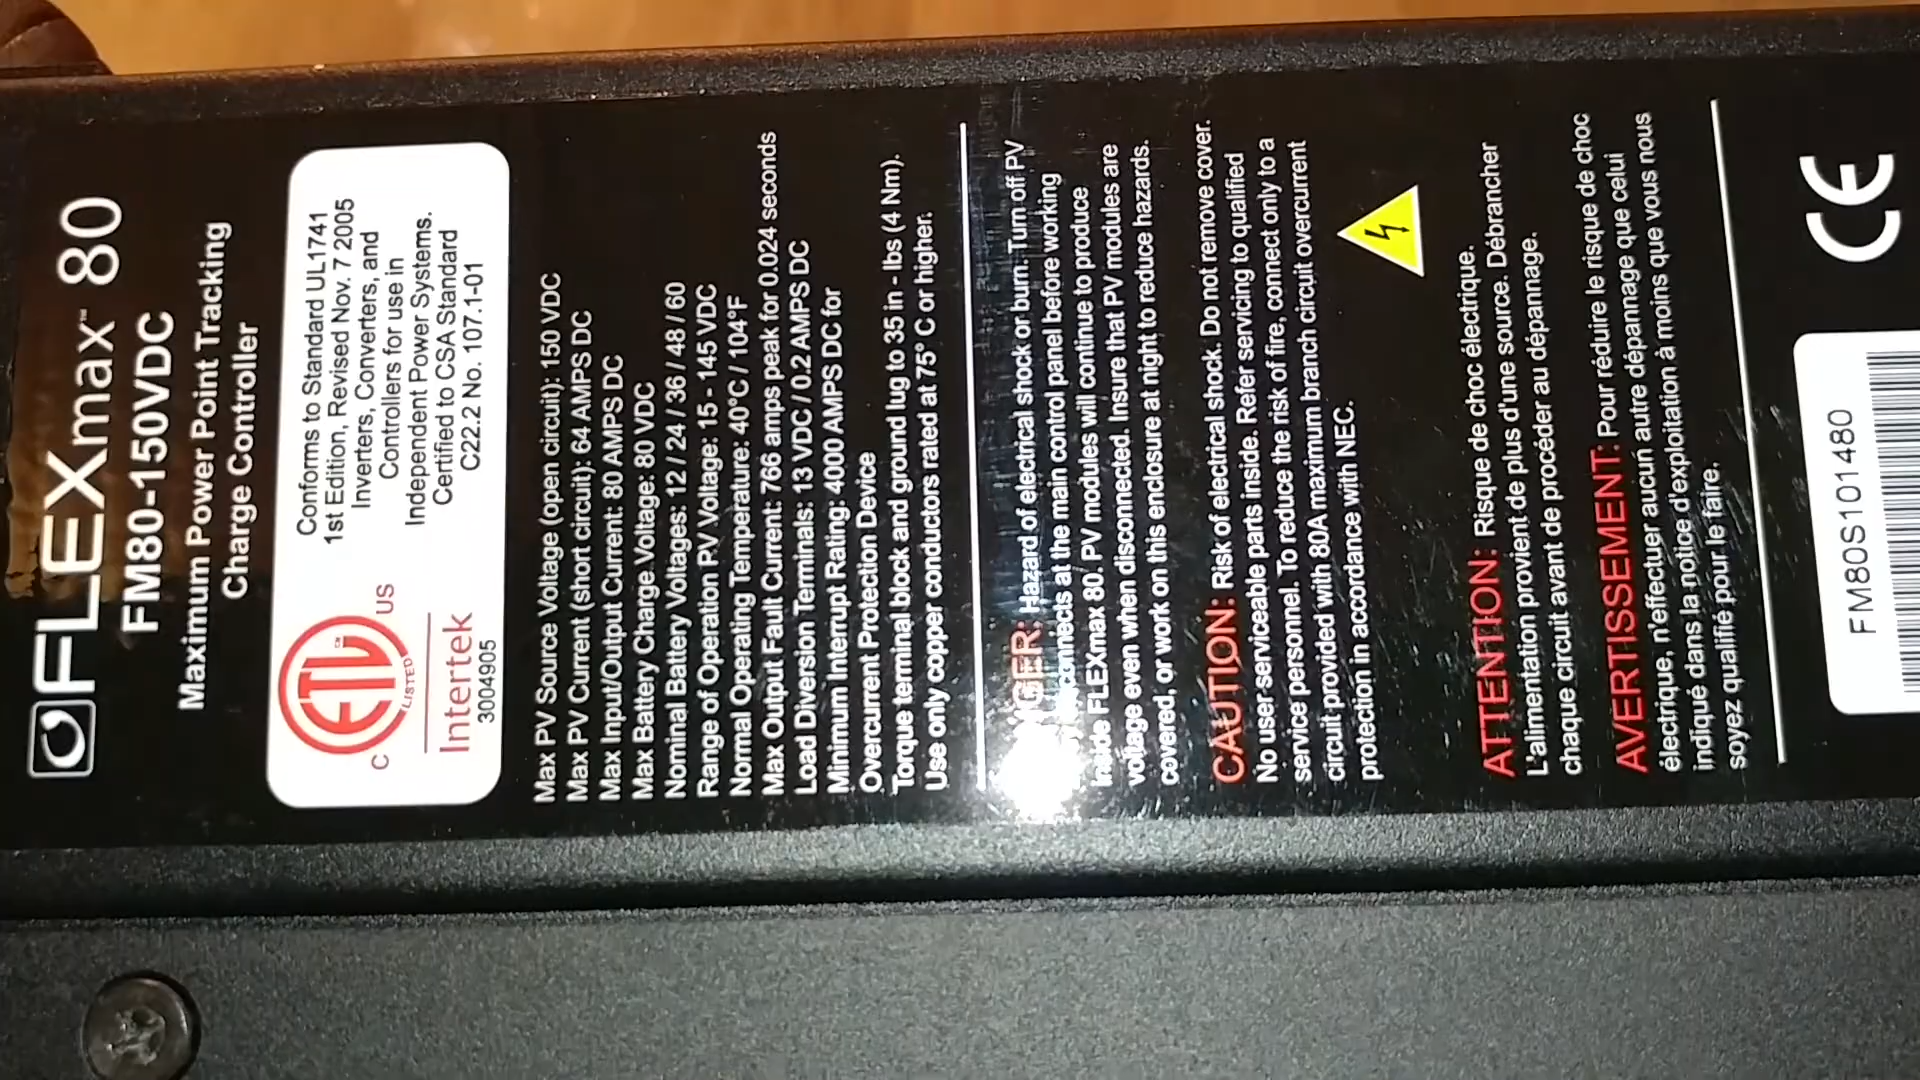 FLEXmax™ 80
FM80-150VDC
Maximum Power Point Tracking
Charge Controller
C ETL CM LISTED US
Intertek
3004905
Conforms to Standard UL1741
1st Edition, Revised Nov. 7 2005
Inverters, Converters, and
Controllers for use in
Independent Power Systems.
Certified to CSA Standard
C22.2 No. 107.1-01
Max PV Source Voltage (open circuit): 150 VDC
Max PV Current (short circuit): 64 AMPS DC
Max Input/Output Current: 80 AMPS DC
Max Battery Charge Voltage: 80 VDC
Nominal Battery Voltages: 12 / 24 / 36 / 48 / 60
Range of Operation PV Voltage: 15 - 145 VDC
Normal Operating Temperature: 40°C / 104°F
Max Output Fault Current: 766 amps peak for 0.024 seconds
Load Diversion Terminals: 13 VDC / 0.2 AMPS DC
Minimum Interrupt Rating: 4000 AMPS DC for
Overcurrent Protection Device
Torque terminal block and ground lug to 35 in - lbs (4 Nm).
Use only copper conductors rated at 75° C or higher.
Hazard of electrical shock or burn. Turn off PV
at the main control panel before working
inside FLEXmax 80. PV modules will continue to produce
voltage even when disconnected. Insure that PV modules are
covered, or work on this enclosure at night to reduce hazards.
CAUTION: Risk of electrical shock. Do not remove cover.
No user serviceable parts inside. Refer servicing to qualified
service personnel. To reduce the risk of fire, connect only to a
circuit provided with 80A maximum branch circuit overcurrent
protection in accordance with NEC.
ATTENTION: Risque de choc électrique.
L'alimentation provient de plus d'une source. Débrancher
chaque circuit avant de procéder au dépannage.
AVERTISSEMENT: Pour réduire le risque de choc
électrique, n'effectuer aucun autre dépannage que celui
indiqué dans la notice d'exploitation à moins que vous nous
soyez qualifié pour le faire.
FM80S101480
CE